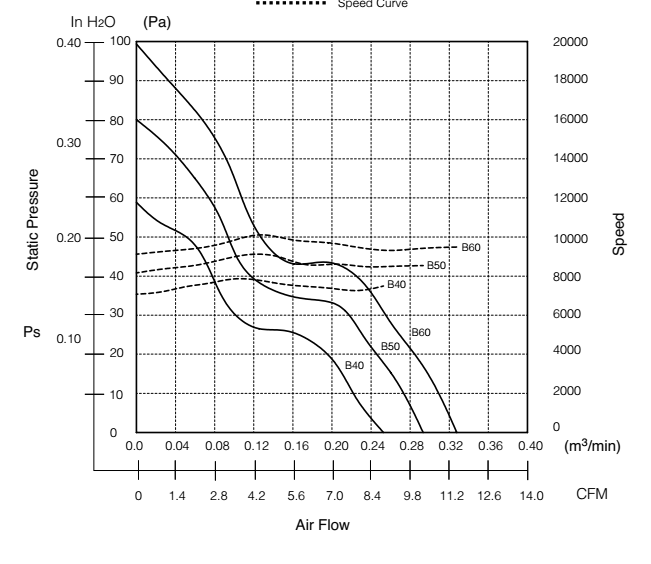 Speed Curve
In H2O (Pa)
0.40 100 20000
90 18000
0.30 80 16000
70 14000
60 12000
0.20 50 10000
B60
B50
40 8000
B40
30 6000
B60
B50
0.10 20 4000
B40
10 2000
0 0
Static Pressure
Ps
Speed
0.0 0.04 0.08 0.12 0.16 0.20 0.24 0.28 0.32 0.36 0.40 (m³/min)
0 1.4 2.8 4.2 5.6 7.0 8.4 9.8 11.2 12.6 14.0 CFM
Air Flow